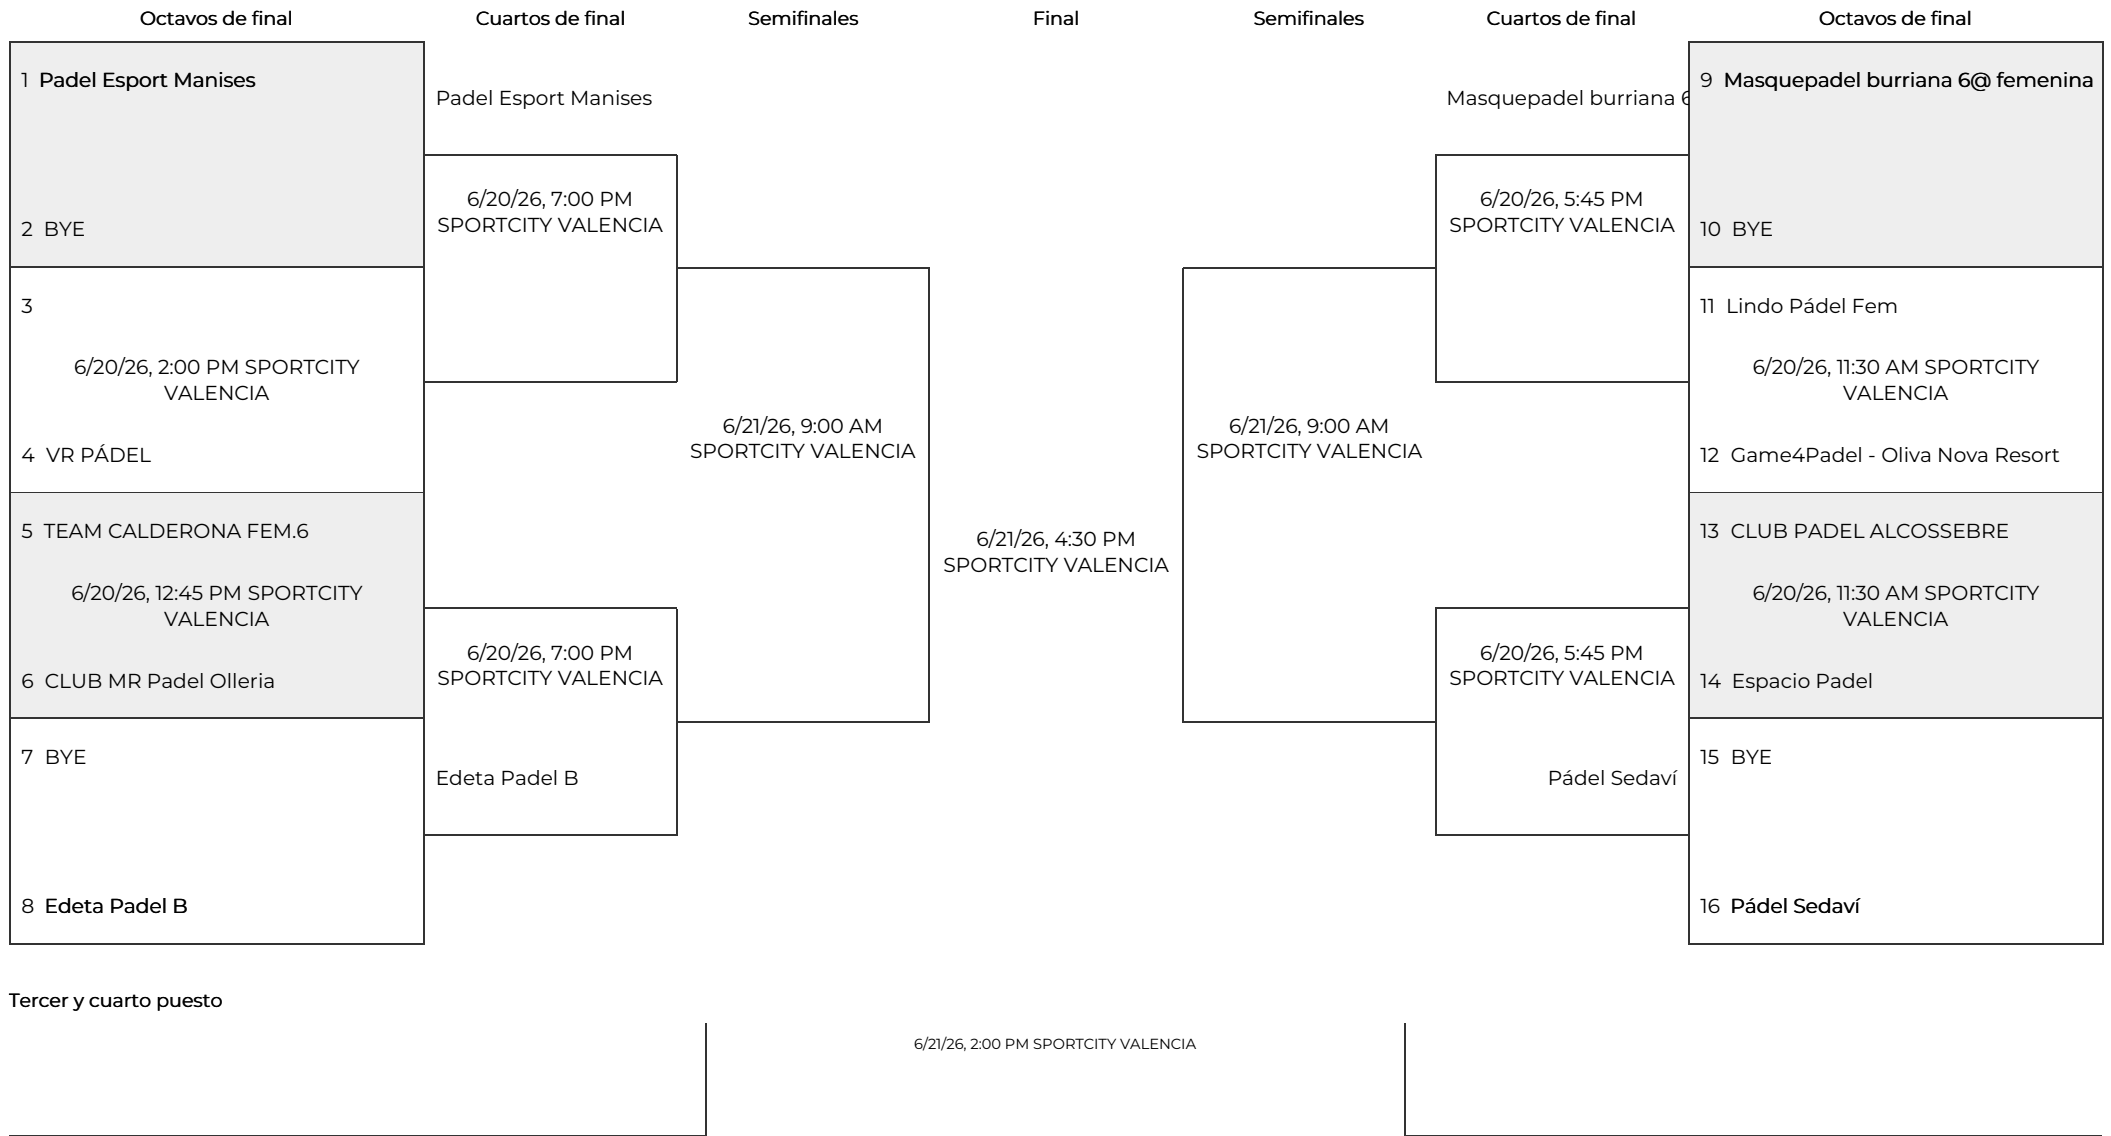 Octavos de final
Cuartos de final
Semifinales
Final
Semifinales
Cuartos de final
Octavos de final
1 Padel Esport Manises
2 BYE
3
6/20/26, 2:00 PM SPORTCITY
VALENCIA
4 VR PÁDEL
5 TEAM CALDERONA FEM.6
6/20/26, 12:45 PM SPORTCITY
VALENCIA
6 CLUB MR Padel Olleria
7 BYE
8 Edeta Padel B
Padel Esport Manises
6/20/26, 7:00 PM
SPORTCITY VALENCIA
6/20/26, 7:00 PM
SPORTCITY VALENCIA
Edeta Padel B
6/21/26, 9:00 AM
SPORTCITY VALENCIA
6/21/26, 4:30 PM
SPORTCITY VALENCIA
6/21/26, 9:00 AM
SPORTCITY VALENCIA
Masquepadel burriana 6
6/20/26, 5:45 PM
SPORTCITY VALENCIA
6/20/26, 5:45 PM
SPORTCITY VALENCIA
Pádel Sedaví
9 Masquepadel burriana 6@ femenina
10 BYE
11 Lindo Pádel Fem
6/20/26, 11:30 AM SPORTCITY
VALENCIA
12 Game4Padel - Oliva Nova Resort
13 CLUB PADEL ALCOSSEBRE
6/20/26, 11:30 AM SPORTCITY
VALENCIA
14 Espacio Padel
15 BYE
16 Pádel Sedaví
Tercer y cuarto puesto
6/21/26, 2:00 PM SPORTCITY VALENCIA